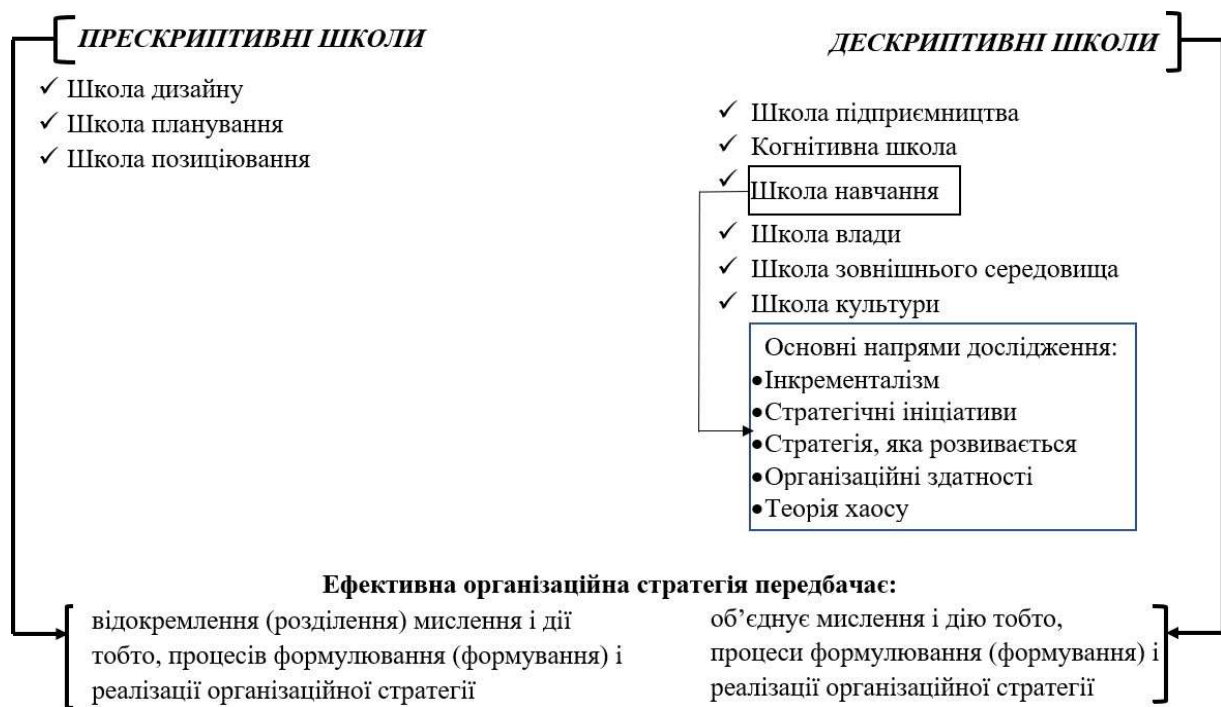 ПРЕСКРИПТИВНІ ШКОЛИ
✓ Школа дизайну
✓ Школа планування
✓ Школа позиціювання
ДЕСКРИПТИВНІ ШКОЛИ
✓ Школа підприємництва
✓ Когнітивна школа
✓ Школа навчання
✓ Школа влади
✓ Школа зовнішнього середовища
✓ Школа культури
Основні напрями дослідження:
•Інкременталізм
•Стратегічні ініціативи
•Стратегія, яка розвивається
•Організаційні здатності
•Теорія хаосу
Ефективна організаційна стратегія передбачає:
відокремлення (розділення) мислення і дії
тобто, процесів формулювання (формування) і
реалізації організаційної стратегії
об’єднує мислення і дію тобто,
процеси формулювання (формування) і
реалізації організаційної стратегії